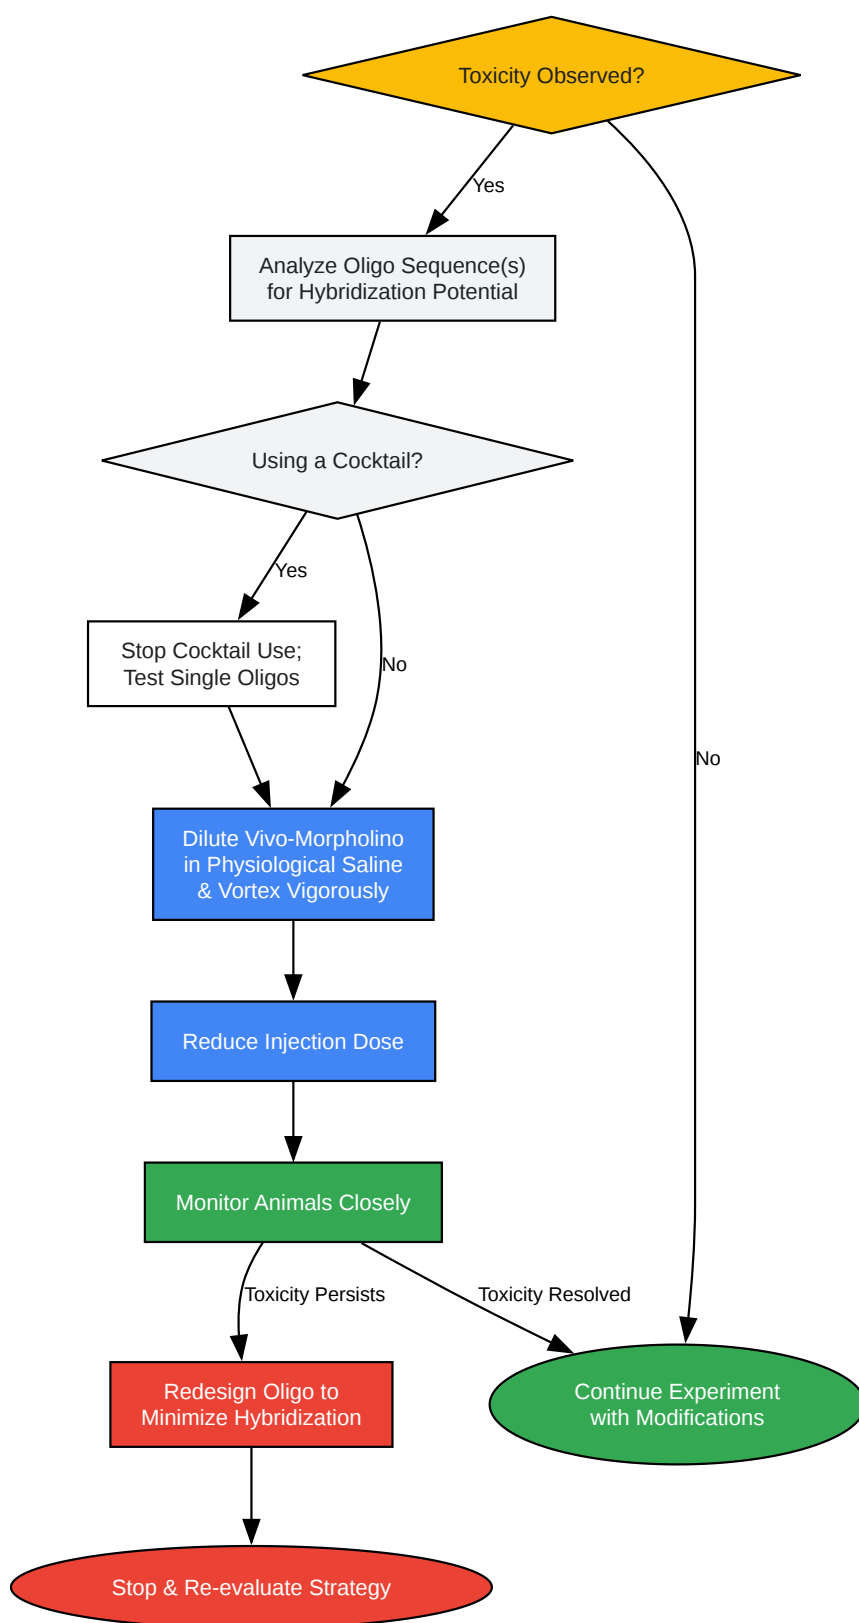 Toxicity Observed?
Yes
Analyze Oligo Sequence(s)
for Hybridization Potential
Using a Cocktail?
Yes
Stop Cocktail Use;
Test Single Oligos
No
No
Dilute Vivo-Morpholino
in Physiological Saline
& Vortex Vigorously
Reduce Injection Dose
Monitor Animals Closely
Toxicity Persists
Toxicity Resolved
Redesign Oligo to
Minimize Hybridization
Continue Experiment
with Modifications
Stop & Re-evaluate Strategy